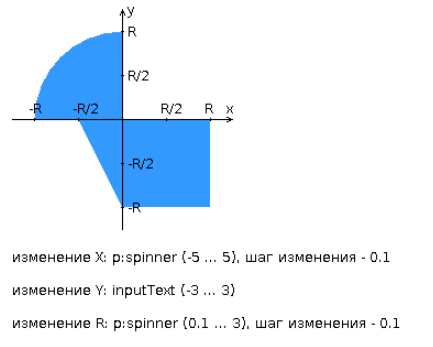 y
R
R/2
-R -R/2 R/2 R x
-R/2
-R
изменение X: p:spinner (-5 ... 5), шаг изменения - 0.1
изменение Y: inputText (-3 ... 3)
изменение R: p:spinner (0.1 ... 3), шаг изменения - 0.1